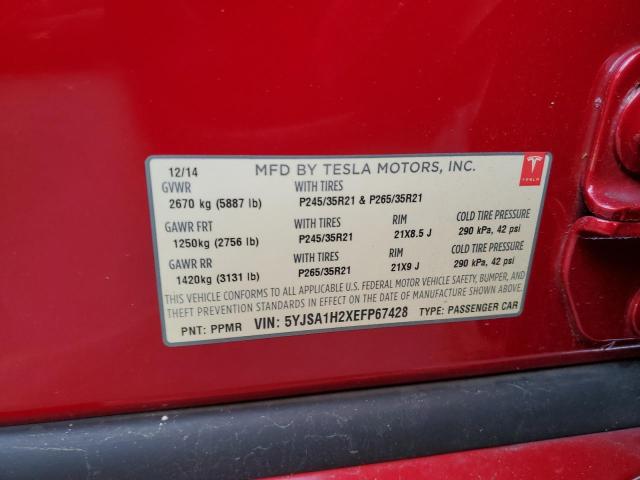 12/14 MFD BY TESLA MOTORS, INC.
TESLA
GVWR WITH TIRES
2670 kg (5887 lb) P245/35R21 & P265/35R21
GAWR FRT WITH TIRES RIM COLD TIRE PRESSURE
1250kg (2756 lb) P245/35R21 21X8.5 J 290 kPa, 42 psi
GAWR RR WITH TIRES RIM COLD TIRE PRESSURE
1420kg (3131 lb) P265/35R21 21X9 J 290 kPa, 42 psi
THIS VEHICLE CONFORMS TO ALL APPLICABLE U.S. FEDERAL MOTOR VEHICLE SAFETY, BUMPER, AND
THEFT PREVENTION STANDARDS IN EFFECT ON THE DATE OF MANUFACTURE SHOWN ABOVE.
PNT: PPMR VIN: 5YJSA1H2XEFP67428 TYPE: PASSENGER CAR